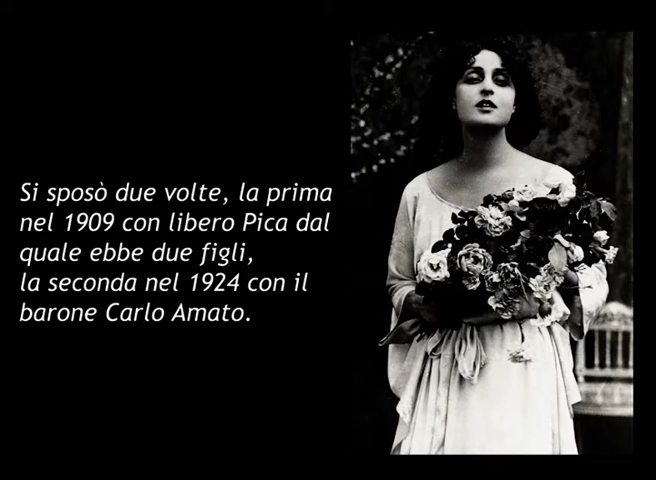 Si sposò due volte, la prima
nel 1909 con libero Pica dal
quale ebbe due figli,
la seconda nel 1924 con il
barone Carlo Amato.